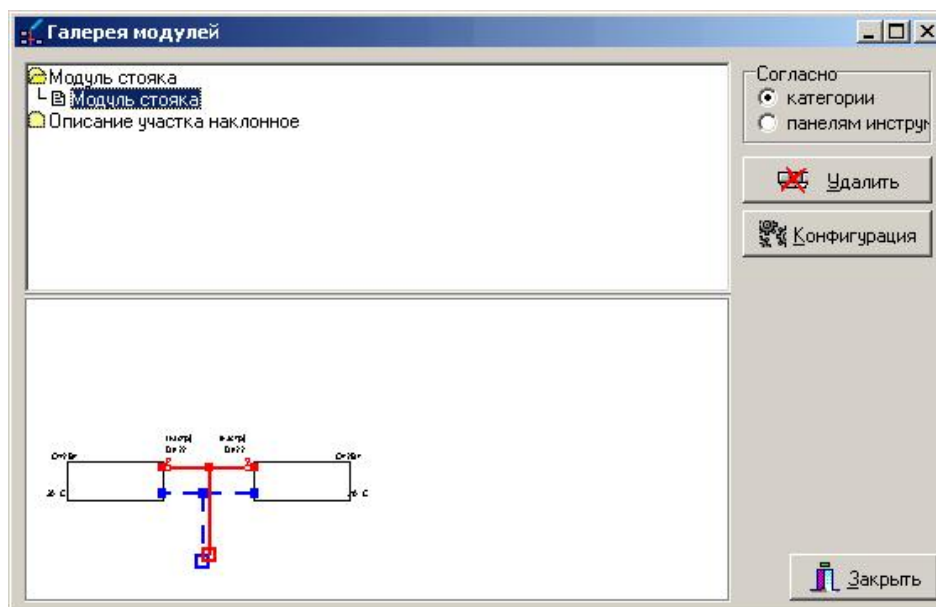 Галерея модулей
Модуль стояка
Модуль стояка
Описание участка наклонное
Согласно
категории
панелям инструм
Удалить
Конфигурация
Закрыть